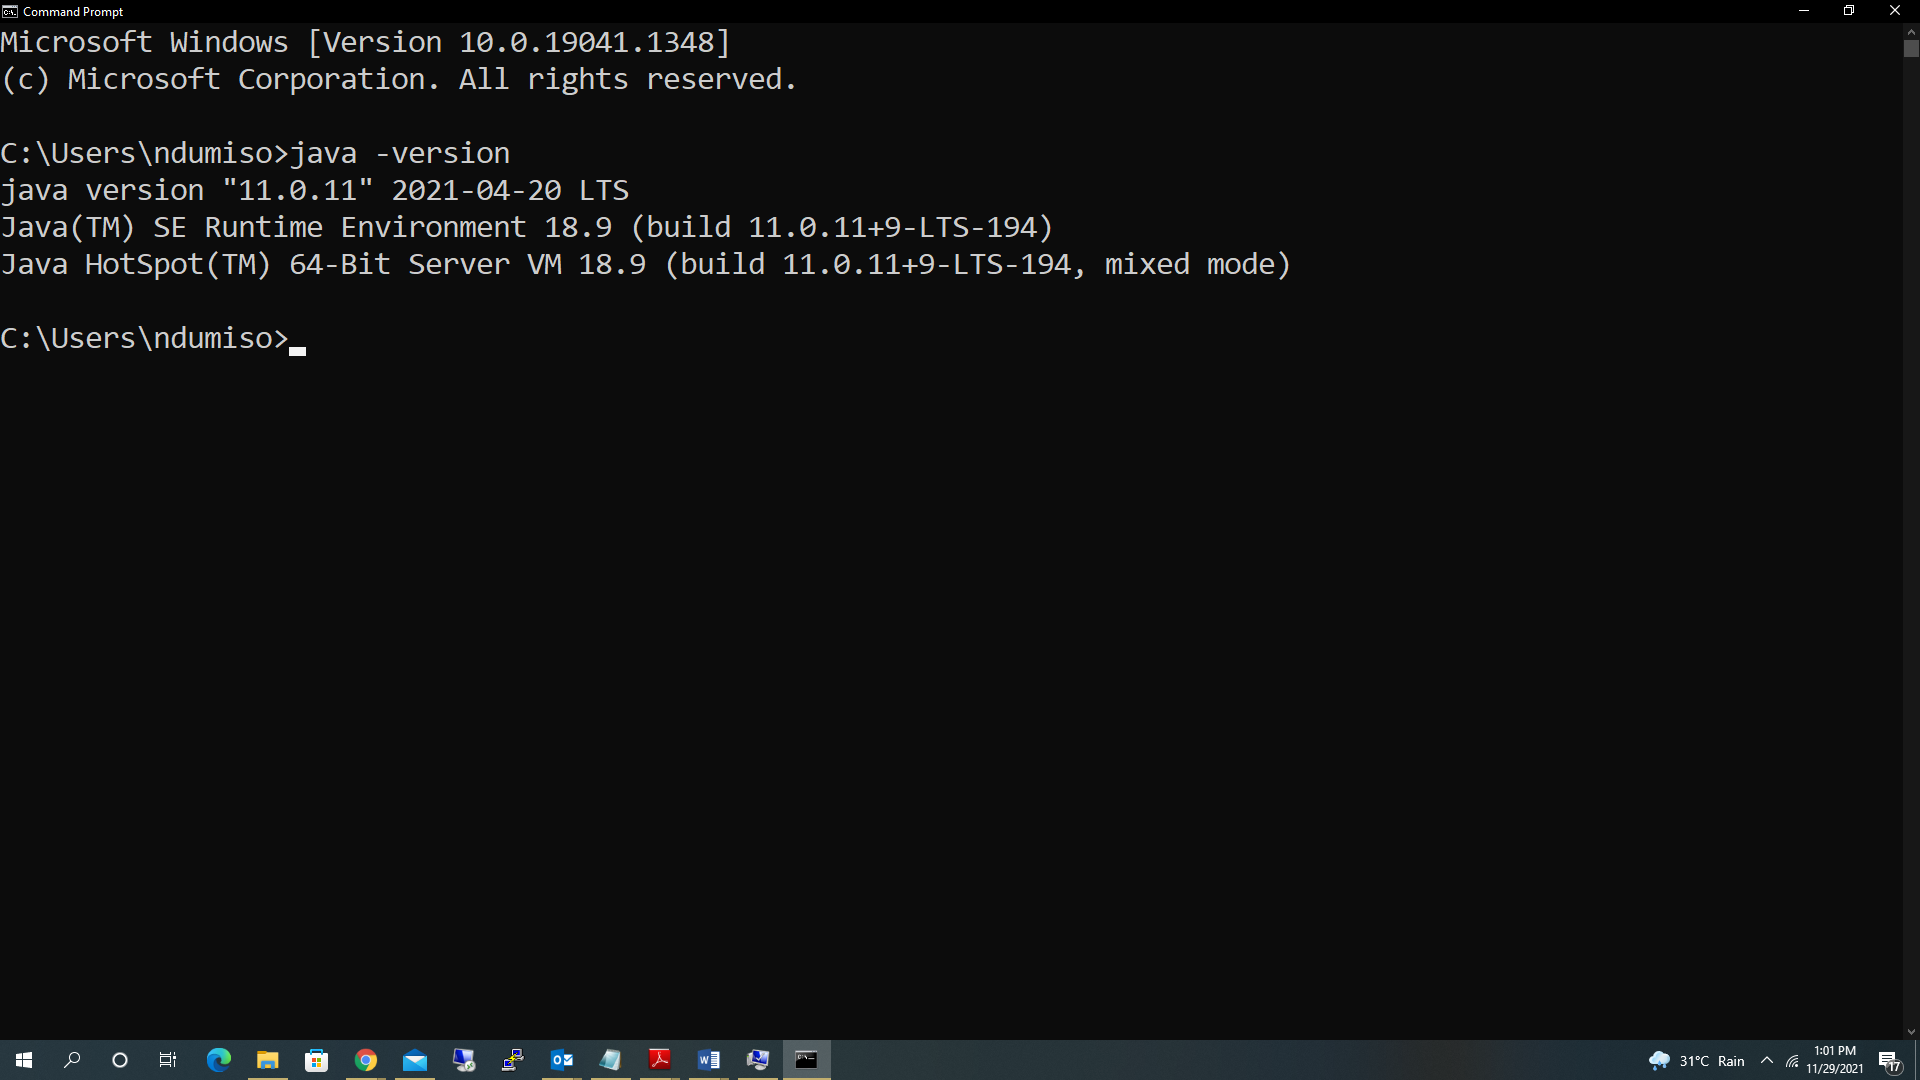 Command Prompt
Microsoft Windows [Version 10.0.19041.1348]
(c) Microsoft Corporation. All rights reserved.
C:\Users\ndumiso>java -version
java version "11.0.11" 2021-04-20 LTS
Java(TM) SE Runtime Environment 18.9 (build 11.0.11+9-LTS-194)
Java HotSpot(TM) 64-Bit Server VM 18.9 (build 11.0.11+9-LTS-194, mixed mode)
C:\Users\ndumiso>
31°C Rain
1:01 PM
11/29/2021
17